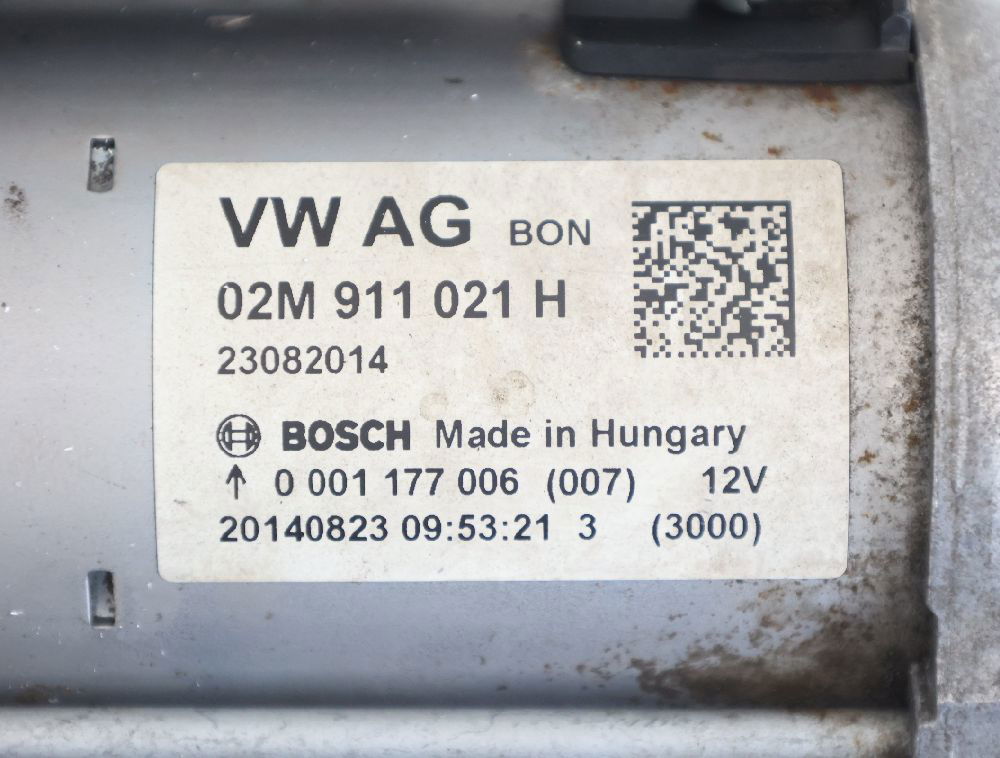 VW AG BON
02M 911 021 H
23082014
BOSCH Made in Hungary
↑ 0 001 177 006 (007) 12V
20140823 09:53:21 3 (3000)